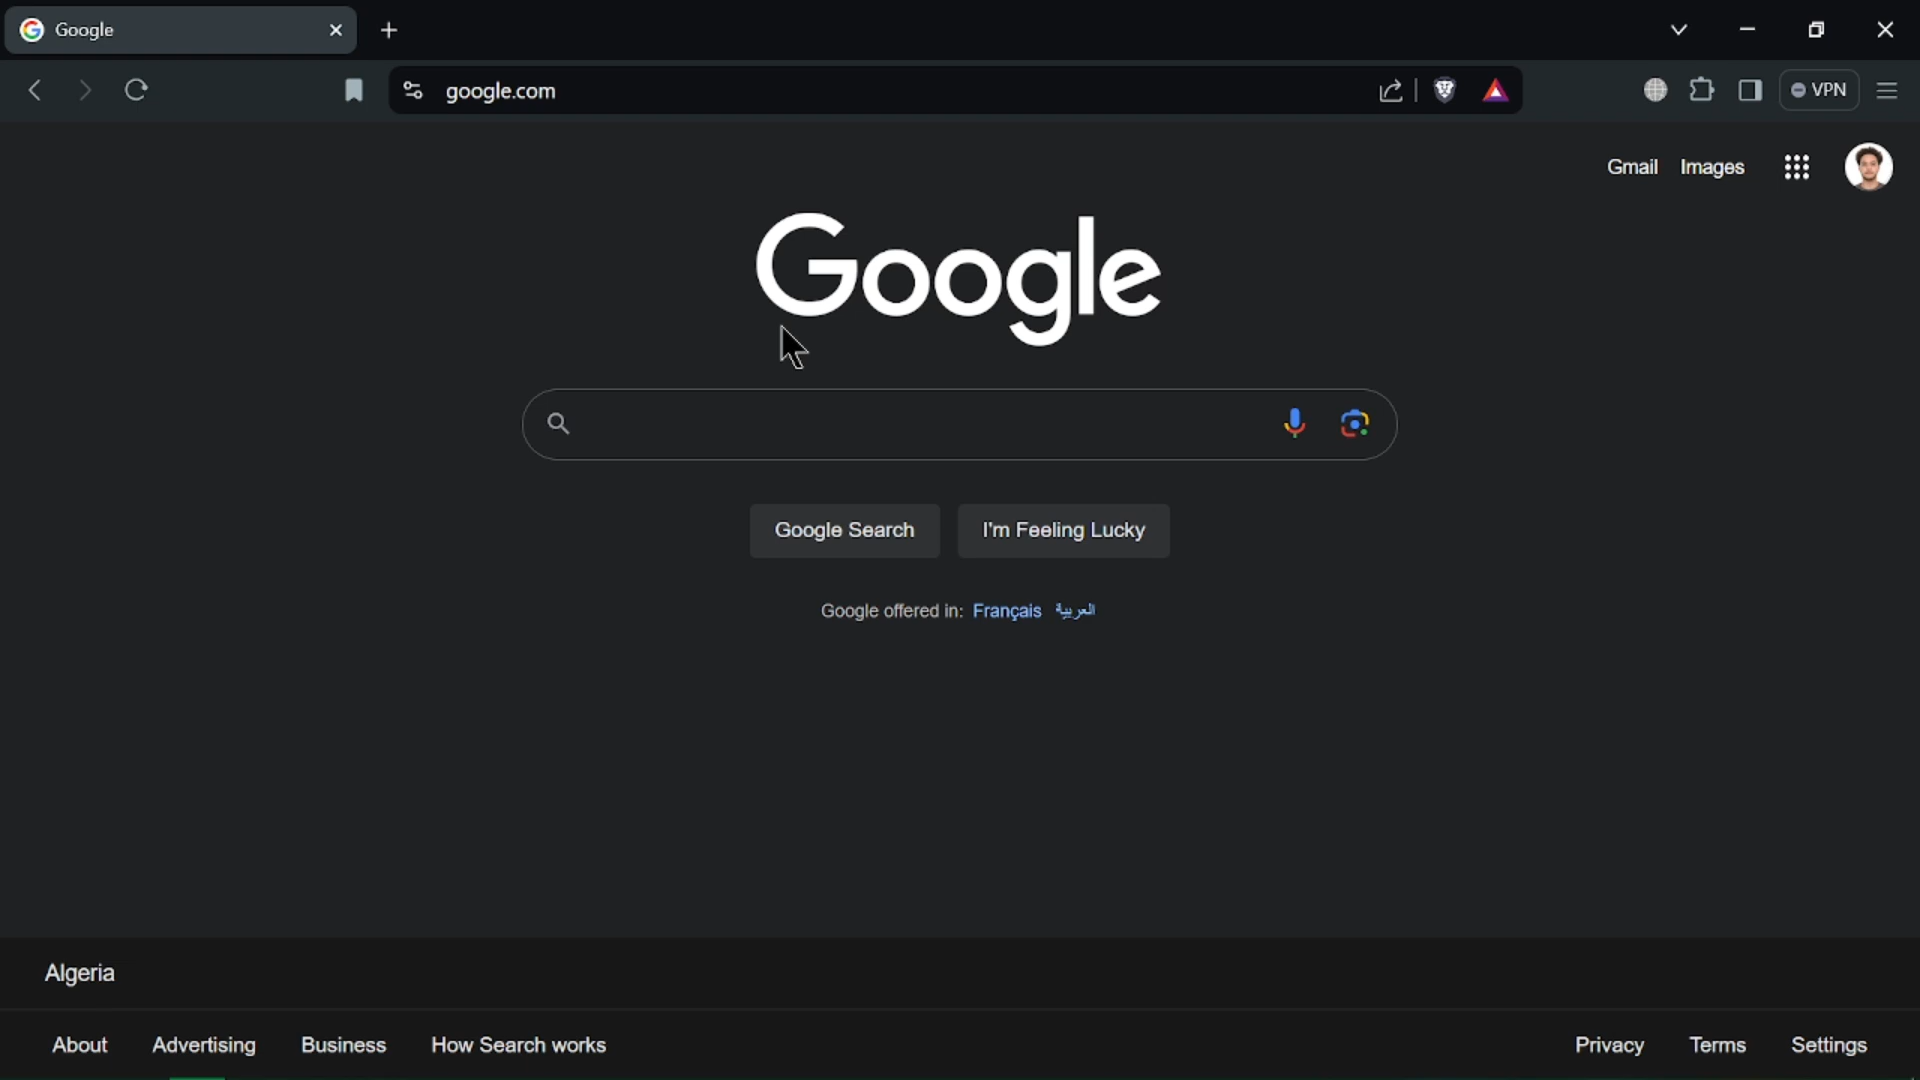 Google
google.com
VPN
Gmail Images
Google
Google Search I'm Feeling Lucky
Google offered in: Français العربية
Algeria
About Advertising Business How Search works Privacy Terms Settings